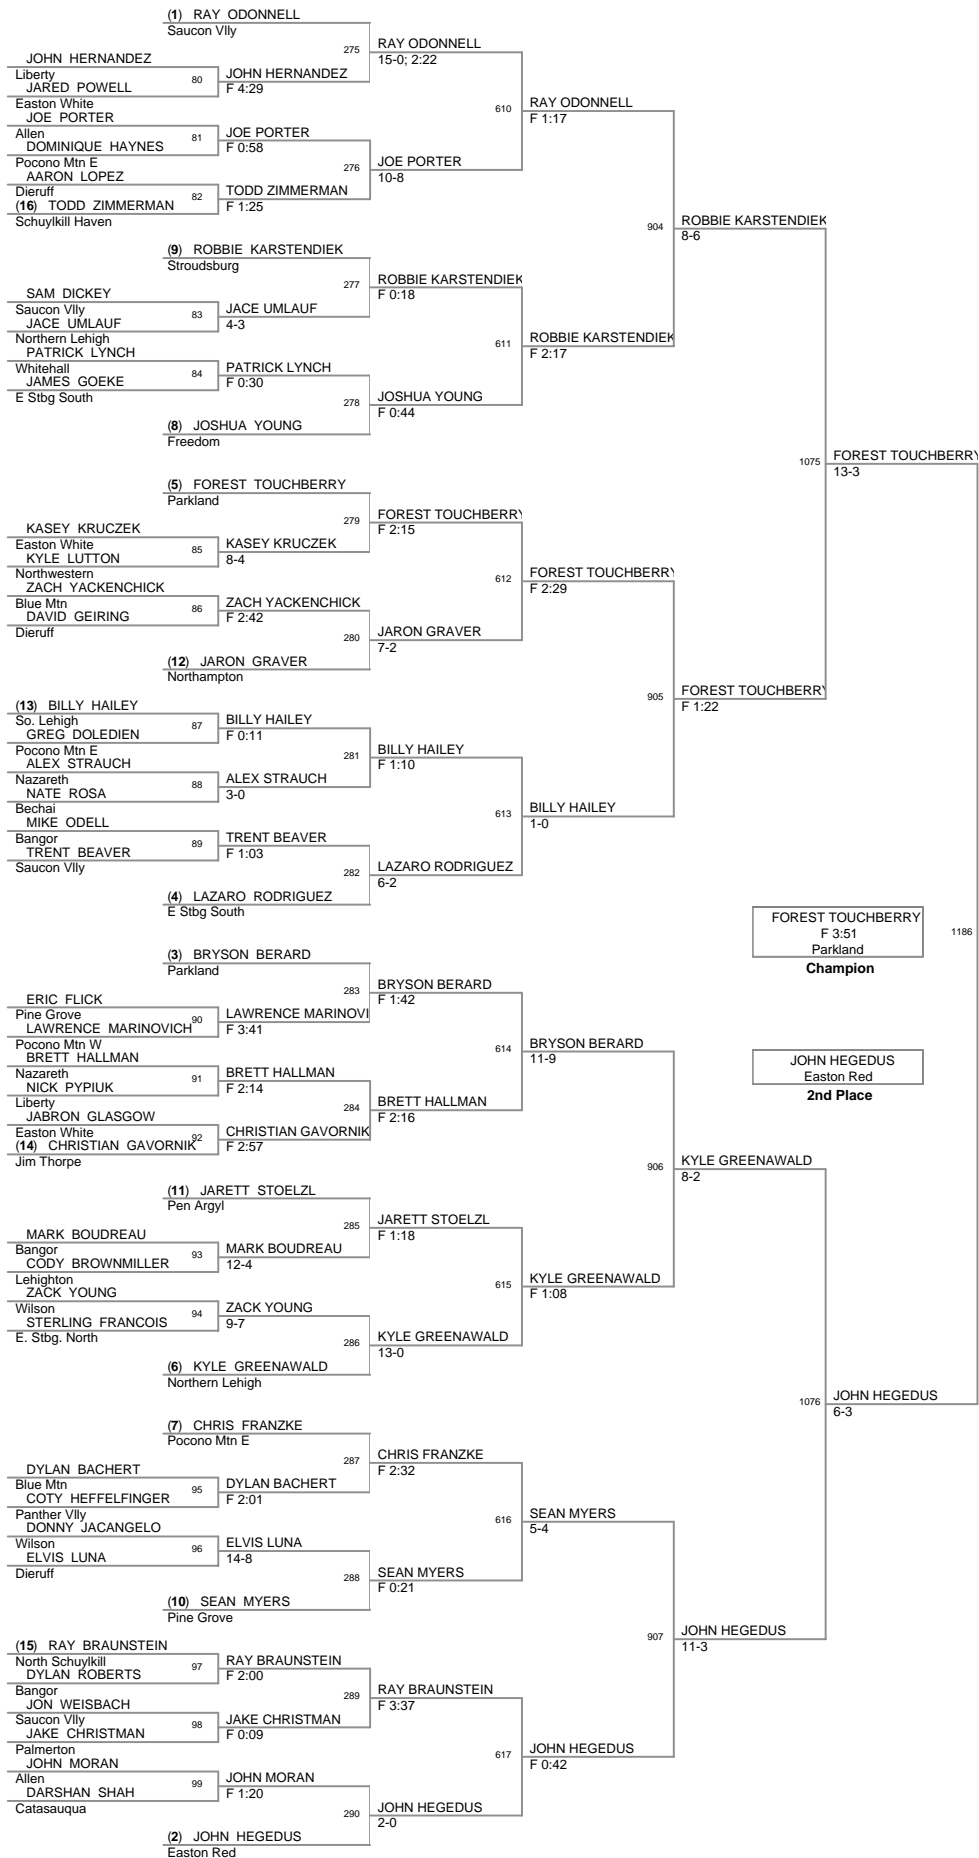 (1) RAY ODONNELL
Saucon Vlly
275
RAY ODONNELL
15-0; 2:22
JOHN HERNANDEZ
Liberty
80
JOHN HERNANDEZ
F 4:29
JARED POWELL
Easton White
610
RAY ODONNELL
F 1:17
JOE PORTER
Allen
81
JOE PORTER
F 0:58
DOMINIQUE HAYNES
Pocono Mtn E
276
JOE PORTER
10-8
AARON LOPEZ
Dieruff
82
TODD ZIMMERMAN
F 1:25
(16) TODD ZIMMERMAN
Schuylkill Haven
904
ROBBIE KARSTENDIEK
8-6
(9) ROBBIE KARSTENDIEK
Stroudsburg
277
ROBBIE KARSTENDIEK
F 0:18
SAM DICKEY
Saucon Vlly
83
JACE UMLAUF
4-3
JACE UMLAUF
Northern Lehigh
611
ROBBIE KARSTENDIEK
F 2:17
PATRICK LYNCH
Whitehall
84
PATRICK LYNCH
F 0:30
JAMES GOEKE
E Stbg South
278
JOSHUA YOUNG
F 0:44
(8) JOSHUA YOUNG
Freedom
1075
FOREST TOUCHBERRY
13-3
(5) FOREST TOUCHBERRY
Parkland
279
FOREST TOUCHBERRY
F 2:15
KASEY KRUCZEK
Easton White
85
KASEY KRUCZEK
8-4
KYLE LUTTON
Northwestern
612
FOREST TOUCHBERRY
F 2:29
ZACH YACKENCHICK
Blue Mtn
86
ZACH YACKENCHICK
F 2:42
DAVID GEIRING
Dieruff
280
JARON GRAVER
7-2
(12) JARON GRAVER
Northampton
905
FOREST TOUCHBERRY
F 1:22
(13) BILLY HAILEY
So. Lehigh
87
BILLY HAILEY
F 0:11
GREG DOLEDIEN
Pocono Mtn E
281
BILLY HAILEY
F 1:10
ALEX STRAUCH
Nazareth
88
ALEX STRAUCH
3-0
NATE ROSA
Bechai
613
BILLY HAILEY
1-0
MIKE ODELL
Bangor
89
TRENT BEAVER
F 1:03
TRENT BEAVER
Saucon Vlly
282
LAZARO RODRIGUEZ
6-2
(4) LAZARO RODRIGUEZ
E Stbg South
FOREST TOUCHBERRY
F 3:51
Parkland
Champion
1186
(3) BRYSON BERARD
Parkland
283
BRYSON BERARD
F 1:42
ERIC FLICK
Pine Grove
90
LAWRENCE MARINOVI
F 3:41
LAWRENCE MARINOVICH
Pocono Mtn W
614
BRYSON BERARD
11-9
BRETT HALLMAN
Nazareth
91
BRETT HALLMAN
F 2:14
NICK PYPIUK
Liberty
284
BRETT HALLMAN
F 2:16
JABRON GLASGOW
Easton White
92
CHRISTIAN GAVORNIK
F 2:57
(14) CHRISTIAN GAVORNIK
Jim Thorpe
JOHN HEGEDUS
Easton Red
2nd Place
906
KYLE GREENAWALD
8-2
(11) JARETT STOELZL
Pen Argyl
285
JARETT STOELZL
F 1:18
MARK BOUDREAU
Bangor
93
MARK BOUDREAU
12-4
CODY BROWNMILLER
Lehighton
615
KYLE GREENAWALD
F 1:08
ZACK YOUNG
Wilson
94
ZACK YOUNG
9-7
STERLING FRANCOIS
E. Stbg. North
286
KYLE GREENAWALD
13-0
(6) KYLE GREENAWALD
Northern Lehigh
1076
JOHN HEGEDUS
6-3
(7) CHRIS FRANZKE
Pocono Mtn E
287
CHRIS FRANZKE
F 2:32
DYLAN BACHERT
Blue Mtn
95
DYLAN BACHERT
F 2:01
COTY HEFFELFINGER
Panther Vlly
616
SEAN MYERS
5-4
DONNY JACANGELO
Wilson
96
ELVIS LUNA
14-8
ELVIS LUNA
Dieruff
288
SEAN MYERS
F 0:21
(10) SEAN MYERS
Pine Grove
907
JOHN HEGEDUS
11-3
(15) RAY BRAUNSTEIN
North Schuylkill
97
RAY BRAUNSTEIN
F 2:00
DYLAN ROBERTS
Bangor
289
RAY BRAUNSTEIN
F 3:37
JON WEISBACH
Saucon Vlly
98
JAKE CHRISTMAN
F 0:09
JAKE CHRISTMAN
Palmerton
617
JOHN HEGEDUS
F 0:42
JOHN MORAN
Allen
99
JOHN MORAN
F 1:20
DARSHAN SHAH
Catasauqua
290
JOHN HEGEDUS
2-0
(2) JOHN HEGEDUS
Easton Red